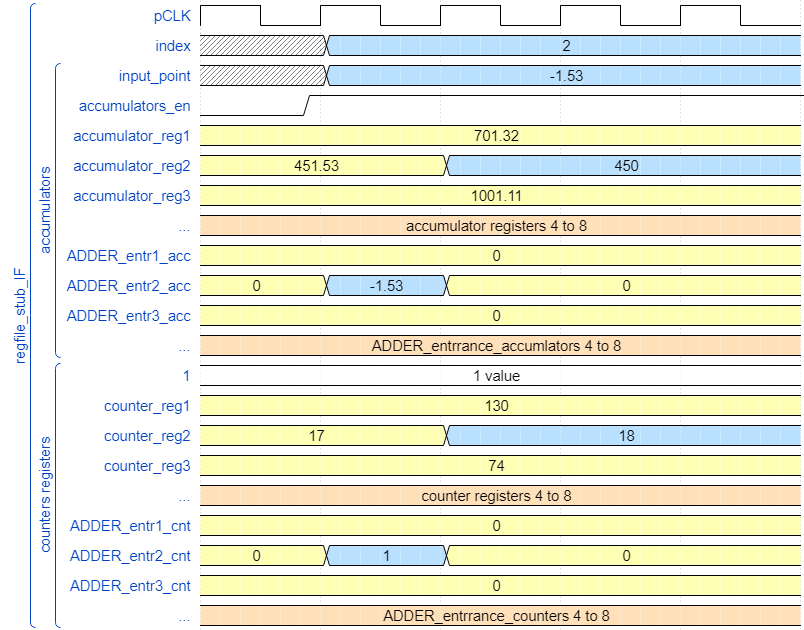 pCLK
index 2
input_point -1.53
accumulators_en
accumulator_reg1 701.32
accumulator_reg2 451.53 450
accumulator_reg3 1001.11
... accumulator registers 4 to 8
ADDER_entr1_acc 0
ADDER_entr2_acc 0 -1.53 0
ADDER_entr3_acc 0
... ADDER_entrrance_accumlators 4 to 8
1 1 value
counter_reg1 130
counter_reg2 17 18
counter_reg3 74
... counter registers 4 to 8
ADDER_entr1_cnt 0
ADDER_entr2_cnt 0 1 0
ADDER_entr3_cnt 0
... ADDER_entrrance_counters 4 to 8
regfile_stub_IF
accumulators
counters registers